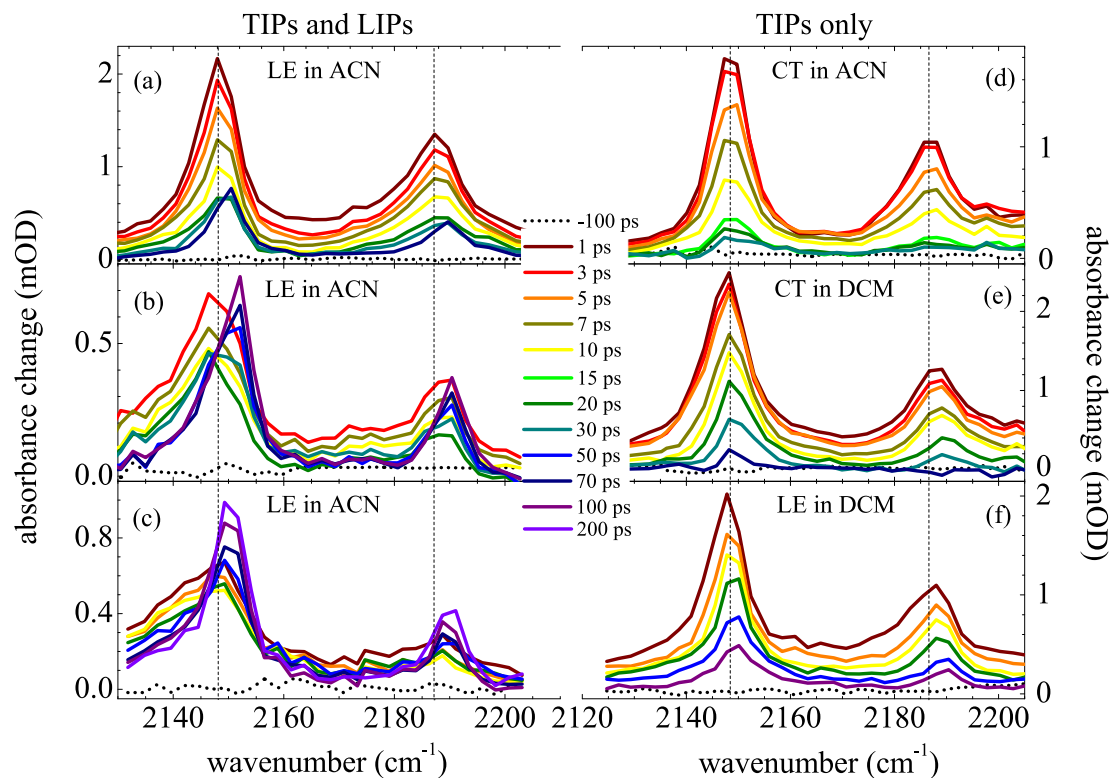 TIPs and LIPs
TIPs only
(a)
LE in ACN
2
1
0
absorbance change (mOD)
(b)
LE in ACN
0.5
0.0
(c)
LE in ACN
0.8
0.4
0.0
2140 2160 2180 2200
wavenumber (cm-1)
-100 ps
1 ps
3 ps
5 ps
7 ps
10 ps
15 ps
20 ps
30 ps
50 ps
70 ps
100 ps
200 ps
CT in ACN
(d)
1
0
CT in DCM
(e)
2
1
0
absorbance change (mOD)
LE in DCM
(f)
2
1
0
2120 2140 2160 2180 2200
wavenumber (cm-1)